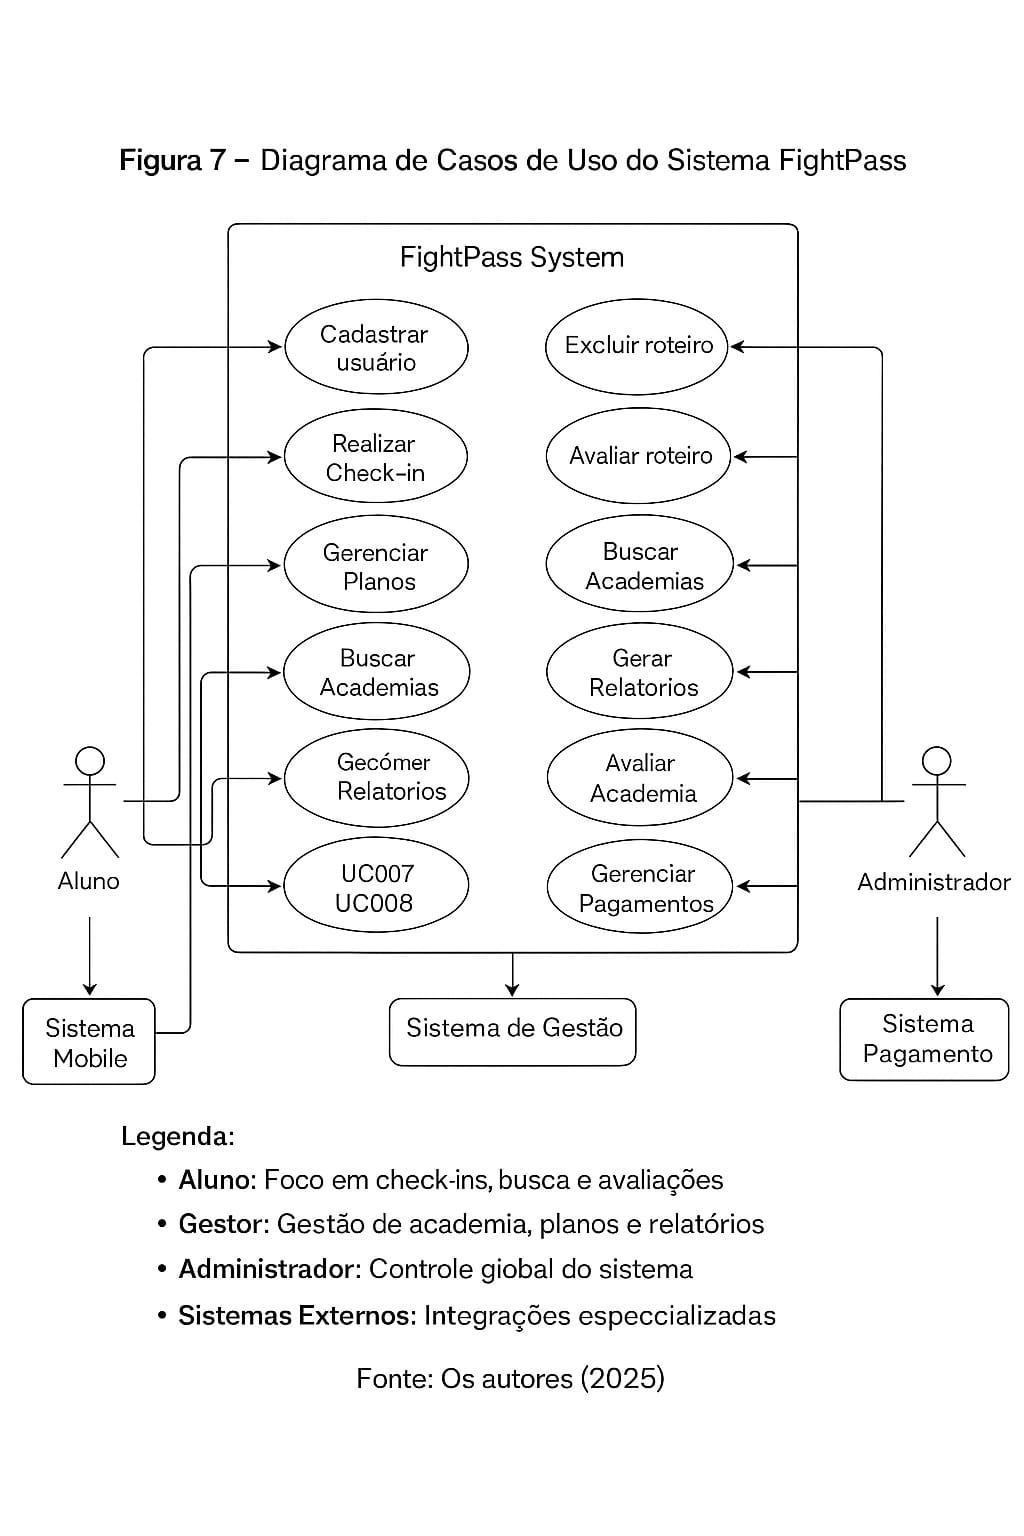 Figura 7 – Diagrama de Casos de Uso do Sistema FightPass
FightPass System
Cadastrar
usuário
Excluir roteiro
Realizar
Check-in
Avaliar roteiro
Gerenciar
Planos
Buscar
Academias
Buscar
Academias
Gerar
Relatorios
Gecómer
Relatorios
Avaliar
Academia
UC007
UC008
Gerenciar
Pagamentos
Aluno
Administrador
Sistema
Mobile
Sistema de Gestão
Sistema
Pagamento
Legenda:
• Aluno: Foco em check-ins, busca e avaliações
• Gestor: Gestão de academia, planos e relatórios
• Administrador: Controle giobal do sistema
• Sistemas Externos: Integrações especcializadas
Fonte: Os autores (2025)